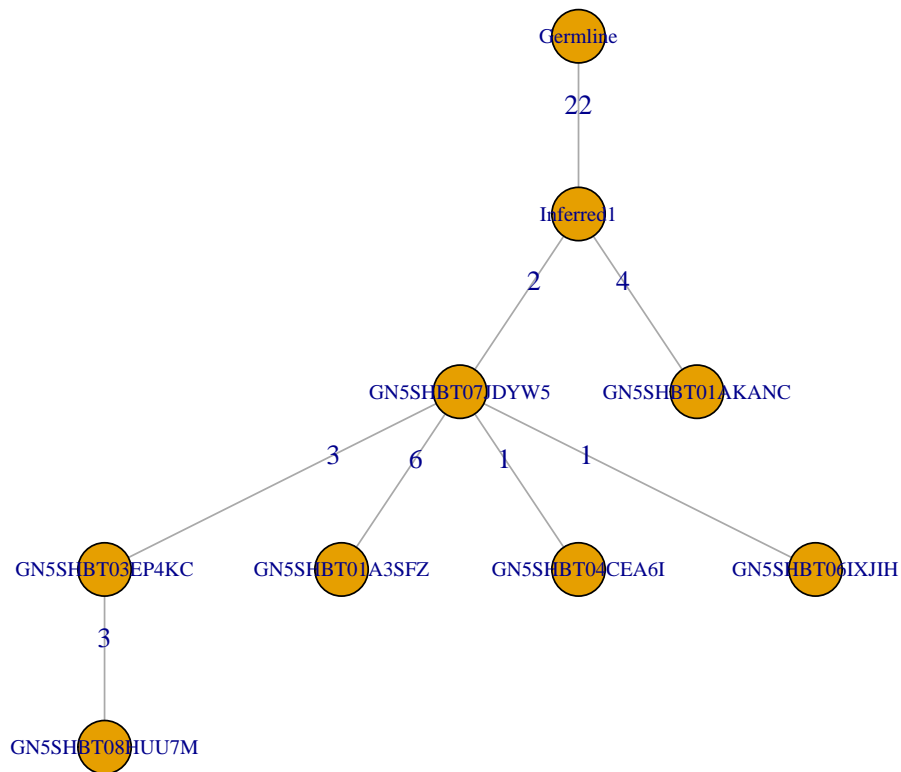 Germline
22
Inferred1
2
4
GN5SHBT07JDYW5
GN5SHBT01AKANC
3
6
1
1
GN5SHBT03EP4KC
GN5SHBT01A3SFZ
GN5SHBT04CEA6I
GN5SHBT06IXJIH
3
GN5SHBT08HUU7M